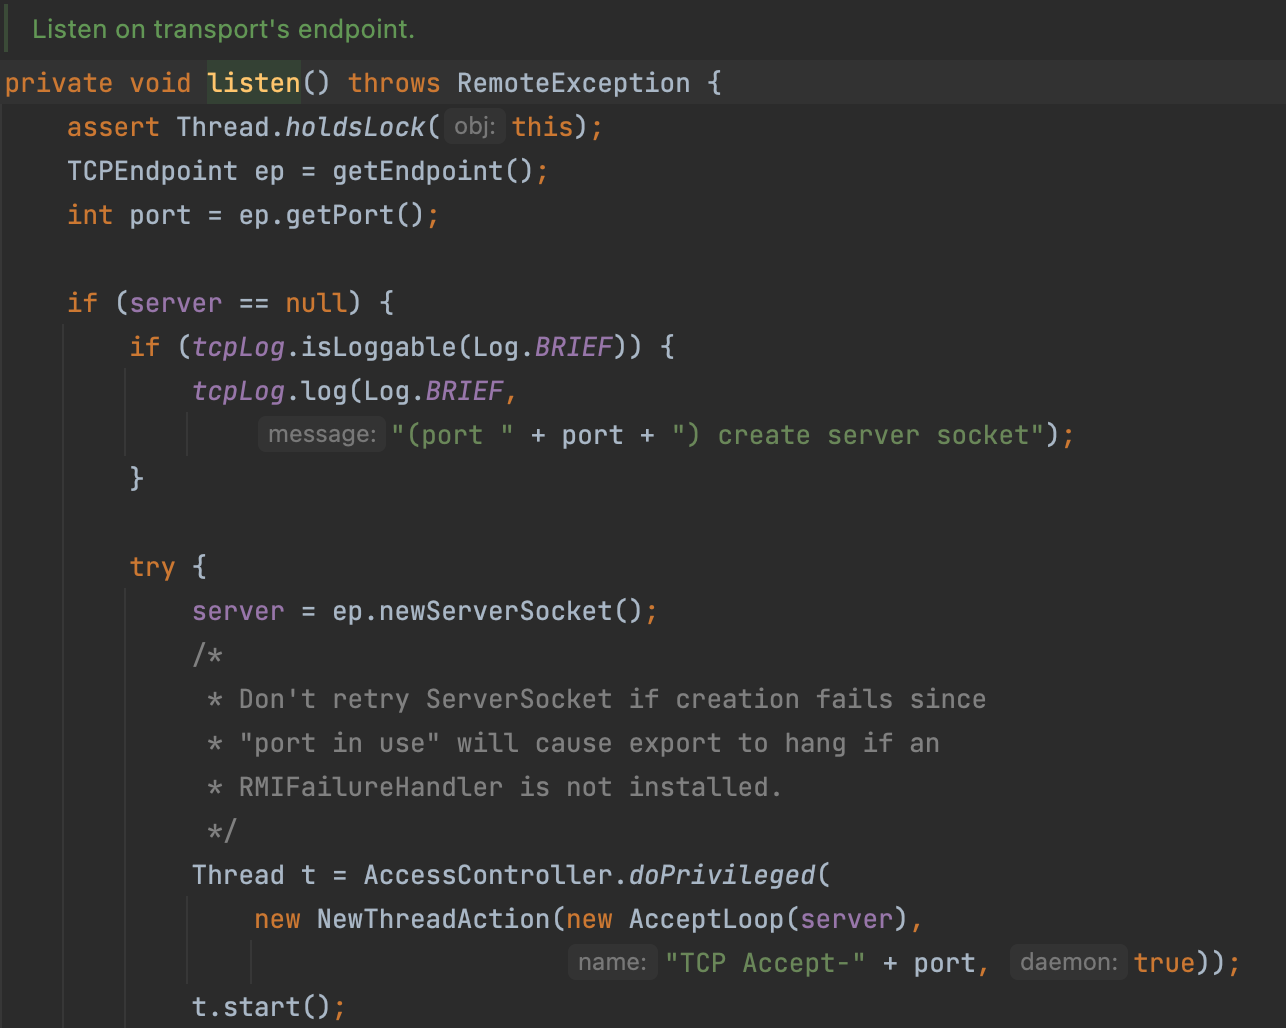 Listen on transport's endpoint.
private void listen() throws RemoteException {
assert Thread.holdsLock( obj: this);
TCPEndpoint ep = getEndpoint();
int port = ep.getPort();
if (server == null) {
if (tcpLog.isLoggable(Log.BRIEF)) {
tcpLog.log(Log.BRIEF,
message: "(port " + port + ") create server socket");
}
try {
server = ep.newServerSocket();
/*
* Don't retry ServerSocket if creation fails since
* "port in use" will cause export to hang if an
* RMIFailureHandler is not installed.
*/
Thread t = AccessController.doPrivileged(
new NewThreadAction(new AcceptLoop(server),
name: "TCP Accept-" + port, daemon: true));
t.start();